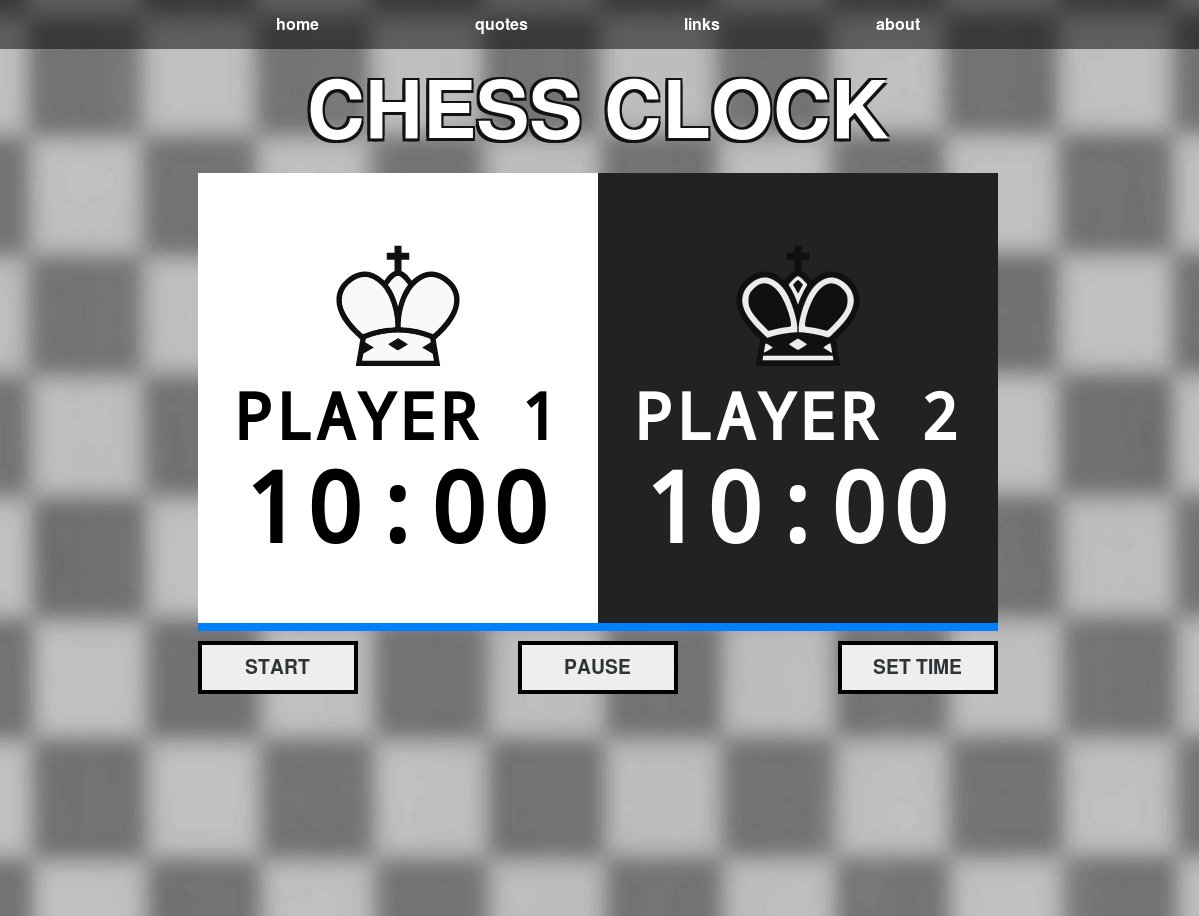 home quotes links about
CHESS CLOCK
PLAYER 1 PLAYER 2
10:00 10:00
START PAUSE SET TIME